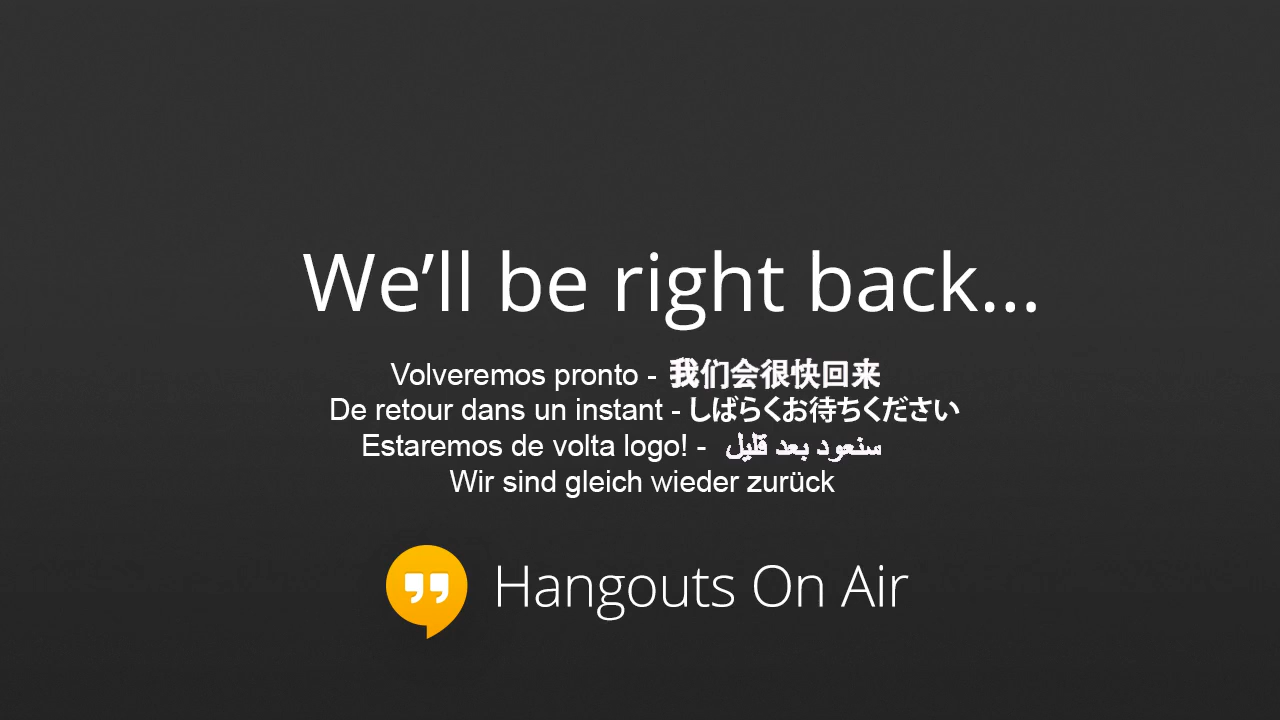 We’ll be right back...
Volveremos pronto - 我们会很快回来
De retour dans un instant - しばらくお待ちください
Estaremos de volta logo! - سنعود بعد قليل
Wir sind gleich wieder zurück
Hangouts On Air